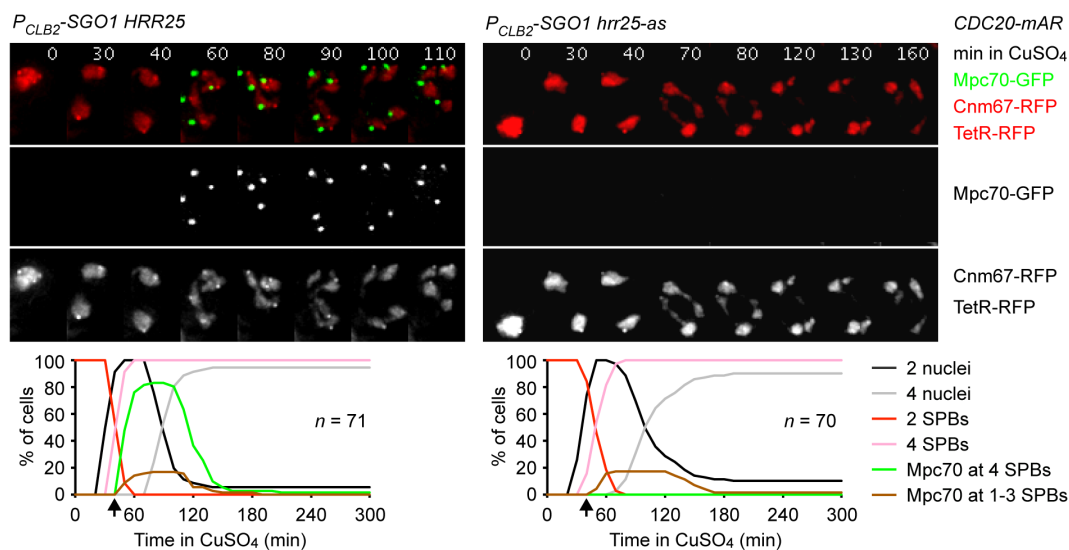 P_CLB2-SGO1 HRR25
P_CLB2-SGO1 hrr25-as
CDC20-mAR
0 30 40 60 80 90 100 110
0 30 40 70 80 120 130 160
min in CuSO₄
Mpc70-GFP
Cnm67-RFP
TetR-RFP
Mpc70-GFP
Cnm67-RFP
TetR-RFP
% of cells
100
80
60
40
20
0
n = 71
0 60 120 180 240 300
Time in CuSO₄ (min)
% of cells
100
80
60
40
20
0
n = 70
0 60 120 180 240 300
Time in CuSO₄ (min)
2 nuclei
4 nuclei
2 SPBs
4 SPBs
Mpc70 at 4 SPBs
Mpc70 at 1-3 SPBs